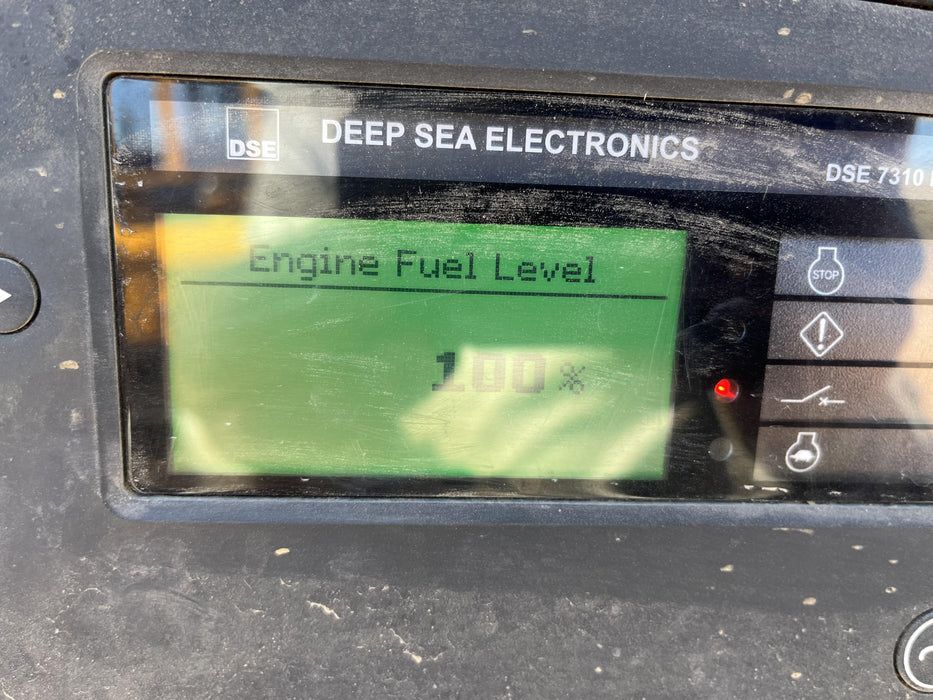 DSE
DEEP SEA ELECTRONICS
DSE 7310
Engine Fuel Level
100 %
STOP